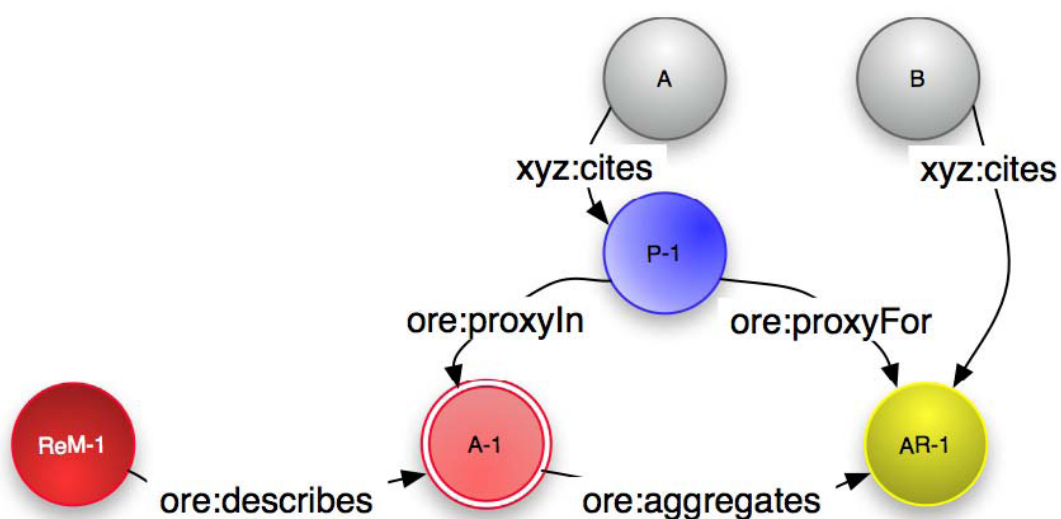 A
B
xyz:cites
xyz:cites
P-1
ore:proxyIn
ore:proxyFor
ReM-1
A-1
AR-1
ore:describes
ore:aggregates